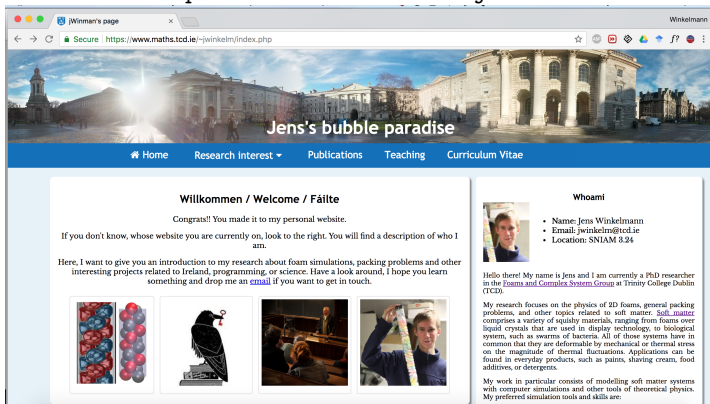 jWinman's page
Winkelmann
Secure https://www.maths.tcd.ie/~jwinkelm/index.php
Jens's bubble paradise
Home Research interest Publications Teaching Curriculum Vitae
Willkommen / Welcome / Fáilte
Congrats!! You made it to my personal website.
If you don't know, whose website you are currently on, look to the right. You will find a description of who I
am.
Here, I want to give you an introduction to my research about foam simulations, packing problems and other
interesting projects related to Ireland, programming, or science. Have a look around, I hope you learn
something and drop me an email if you want to get in touch.
Whoami
Name: Jens Winkelmann
Email: jwinkelm@tcd.ie
Location: SNIAM 3.24
Hello there! My name is Jens and I am currently a PhD researcher
in the Foams and Complex System Group at Trinity College Dublin
(TCD).
My research focuses on the physics of 2D foams, general packing
problems, and other topics related to soft matter. Soft matter
comprises a variety of squishy materials, ranging from foams over
liquid crystals that are used in display technology, to biological
system, such as swarms of bacteria. All of those systems have in
common that they are deformable by mechanical or thermal stress
on the magnitude of thermal fluctuations. Applications can be
found in everyday products, such as paints, shaving cream, food
additives, or detergents.
My work in particular consists of modelling soft matter systems
with computer simulations and other tools of theoretical physics.
My preferred simulation tools and skills are: